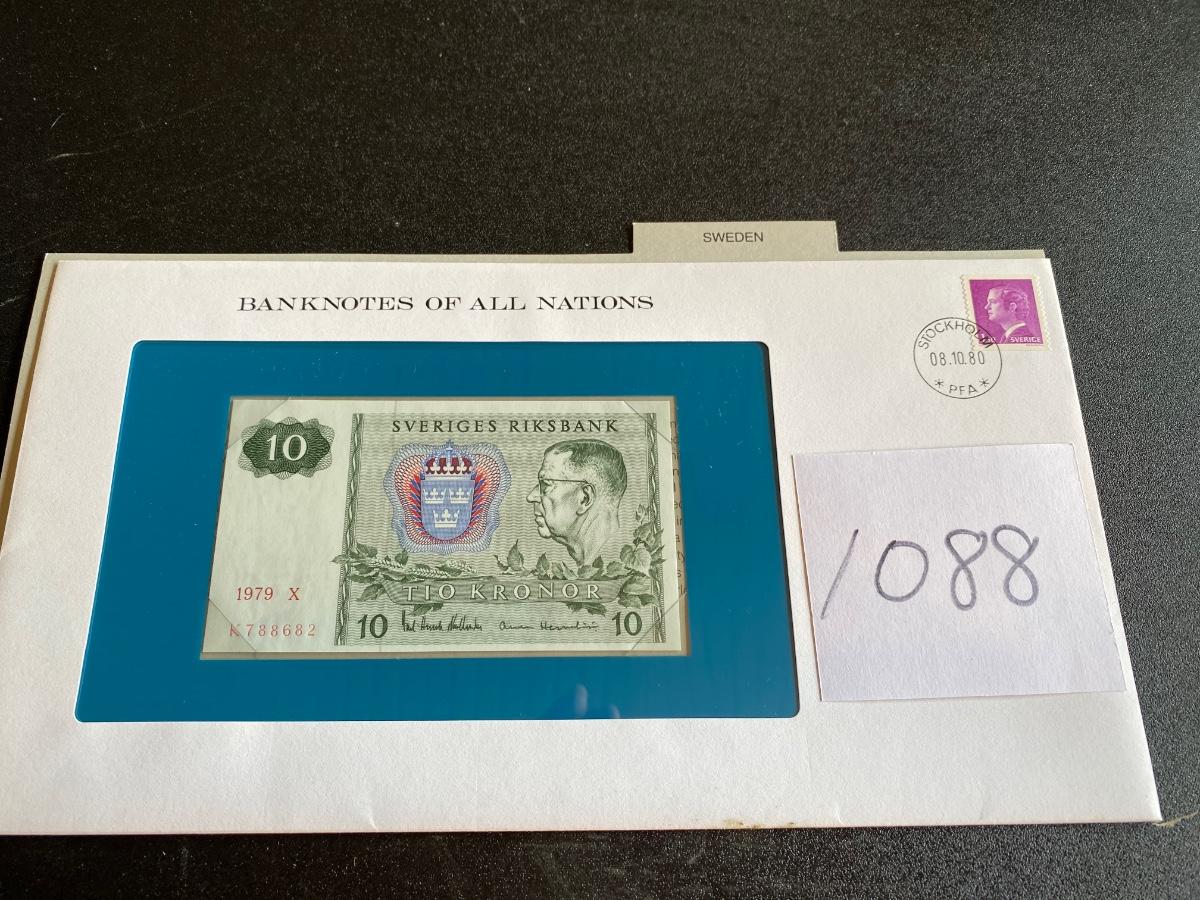 SWEDEN
BANKNOTES OF ALL NATIONS
SVERIGE
STOCKHOLM
08.10.80
* PFA *
10
SVERIGES RIKSBANK
1979 X
TIO KRONOR
K788682
10
10
1088